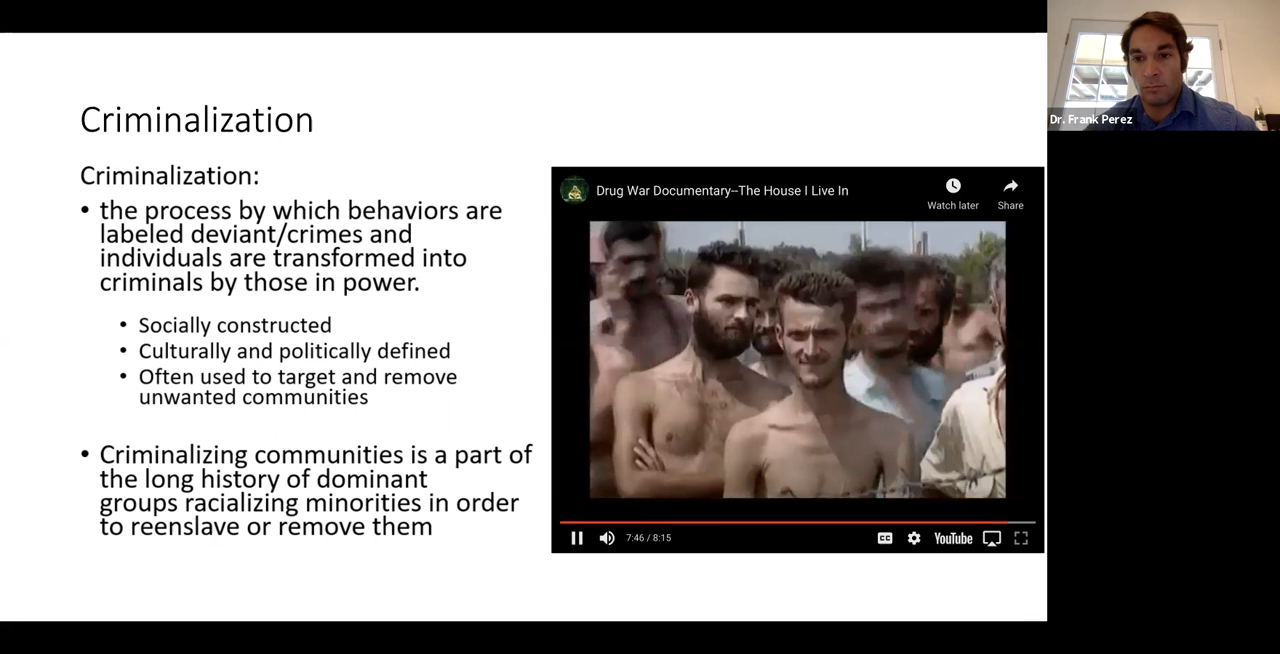 Criminalization
Criminalization:
• the process by which behaviors are
labeled deviant/crimes and
individuals are transformed into
criminals by those in power.
• Socially constructed
• Culturally and politically defined
• Often used to target and remove
unwanted communities
• Criminalizing communities is a part of
the long history of dominant
groups racializing minorities in order
to reenslave or remove them
Drug War Documentary--The House I Live In
Watch later
Share
7:46 / 8:15
CC
YouTube
Dr. Frank Perez